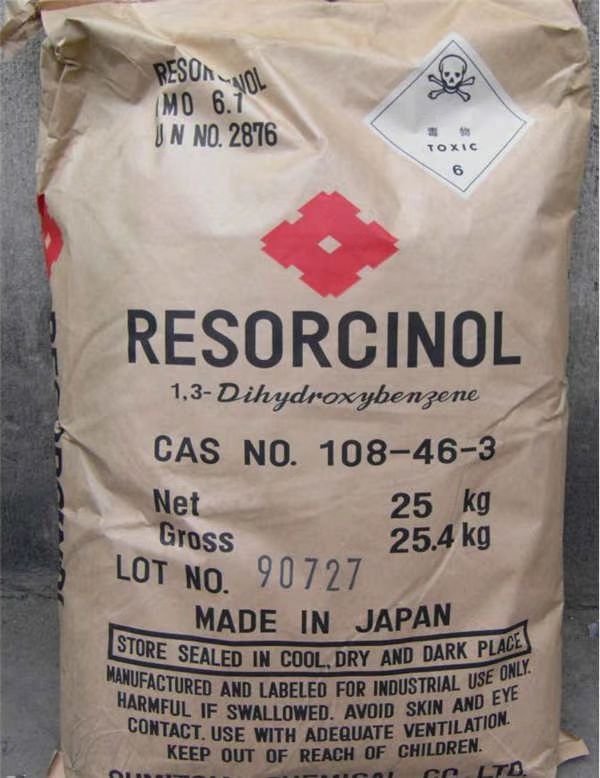 RESORCINOL
IMO 6.1
U N NO. 2876
毒 物
TOXIC
6
RESORCINOL
1,3-Dihydroxybenzene
CAS NO. 108-46-3
Net 25 kg
Gross 25.4 kg
LOT NO. 90727
MADE IN JAPAN
STORE SEALED IN COOL, DRY AND DARK PLACE
MANUFACTURED AND LABELED FOR INDUSTRIAL USE ONLY.
HARMFUL IF SWALLOWED. AVOID SKIN AND EYE
CONTACT. USE WITH ADEQUATE VENTILATION.
KEEP OUT OF REACH OF CHILDREN.
CO., LTD